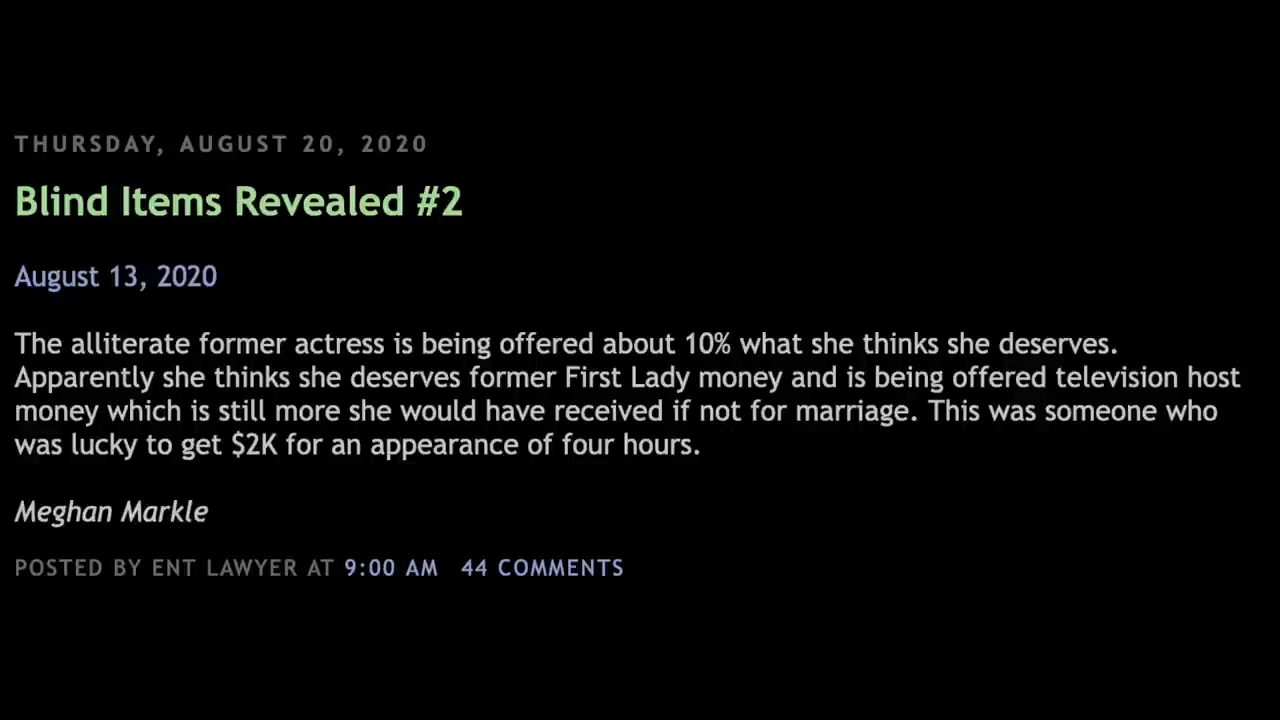 THURSDAY, AUGUST 20, 2020
Blind Items Revealed #2
August 13, 2020
The alliterate former actress is being offered about 10% what she thinks she deserves.
Apparently she thinks she deserves former First Lady money and is being offered television host
money which is still more she would have received if not for marriage. This was someone who
was lucky to get $2K for an appearance of four hours.
Meghan Markle
POSTED BY ENT LAWYER AT 9:00 AM 44 COMMENTS